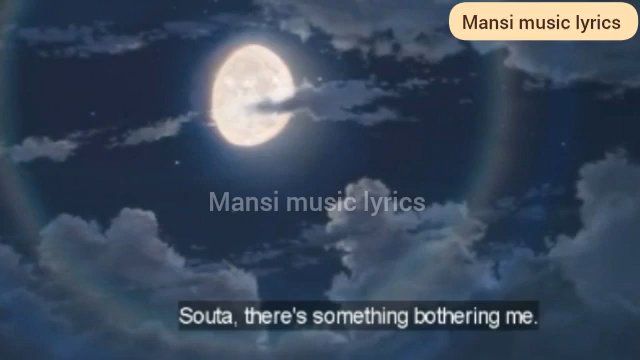 Mansi music lyrics
Mansi music lyrics
Souta, there's something bothering me.